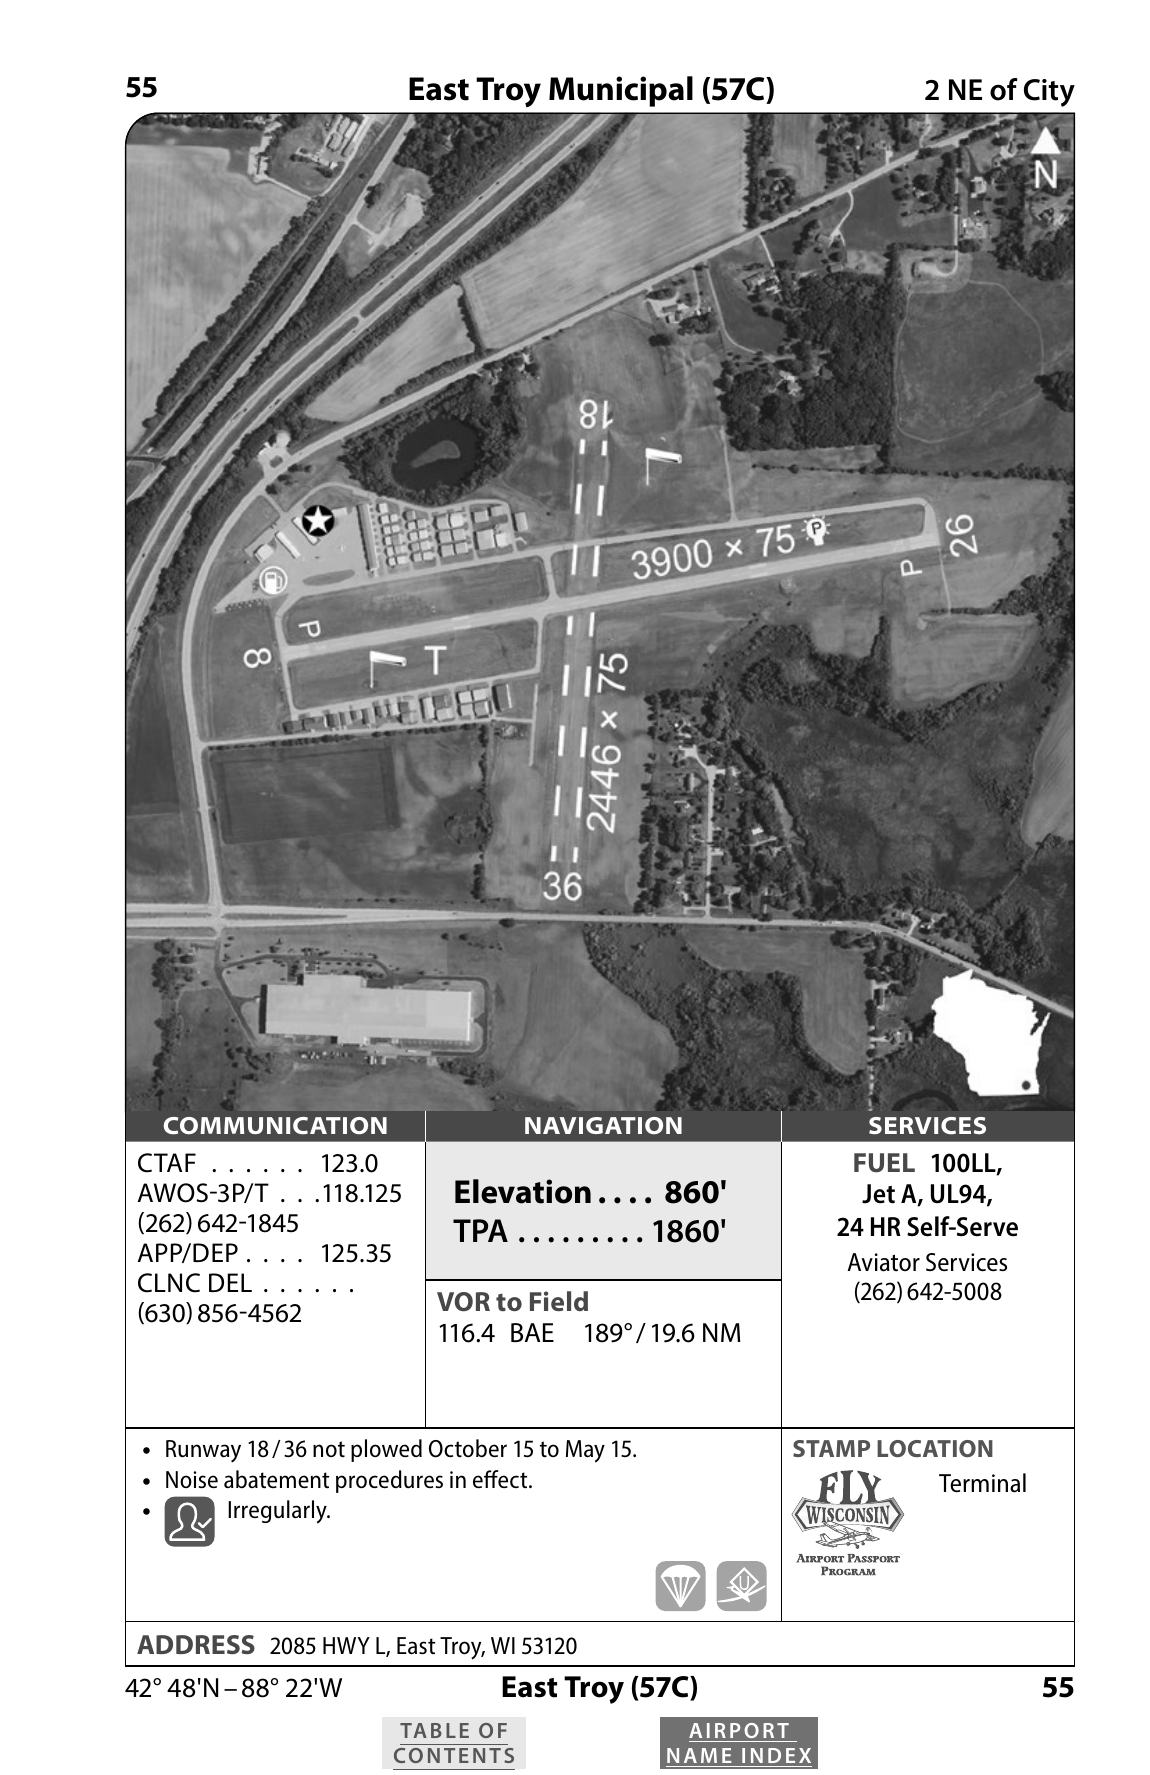 55 East Troy Municipal (57C) 2 NE of City
N
18
3900 × 75
P
26
P
P
8
T
2446 × 75
36
COMMUNICATION NAVIGATION SERVICES
CTAF . . . . . . 123.0
AWOS-3P/T . . .118.125
(262) 642-1845
APP/DEP . . . . 125.35
CLNC DEL . . . . . .
(630) 856-4562
Elevation . . . . 860'
TPA . . . . . . . . . 1860'
VOR to Field
116.4 BAE 189° / 19.6 NM
FUEL 100LL,
Jet A, UL94,
24 HR Self-Serve
Aviator Services
(262) 642-5008
• Runway 18 / 36 not plowed October 15 to May 15.
• Noise abatement procedures in effect.
• Irregularly.
U
STAMP LOCATION
Terminal
FLY
WISCONSIN
AIRPORT PASSPORT
PROGRAM
ADDRESS 2085 HWY L, East Troy, WI 53120
42° 48'N – 88° 22'W East Troy (57C) 55
TABLE OF
CONTENTS
AIRPORT
NAME INDEX